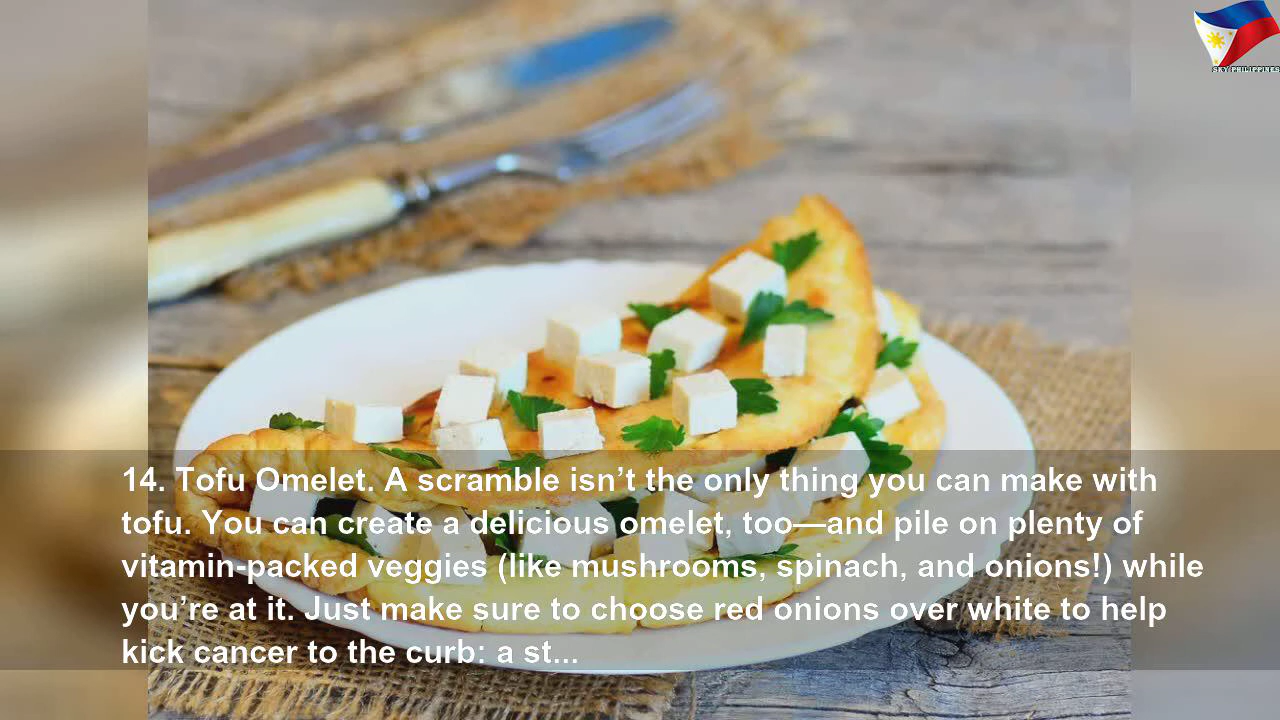 SKY PHILIPPINES
14. Tofu Omelet. A scramble isn’t the only thing you can make with
tofu. You can create a delicious omelet, too—and pile on plenty of
vitamin-packed veggies (like mushrooms, spinach, and onions!) while
you’re at it. Just make sure to choose red onions over white to help
kick cancer to the curb: a st...